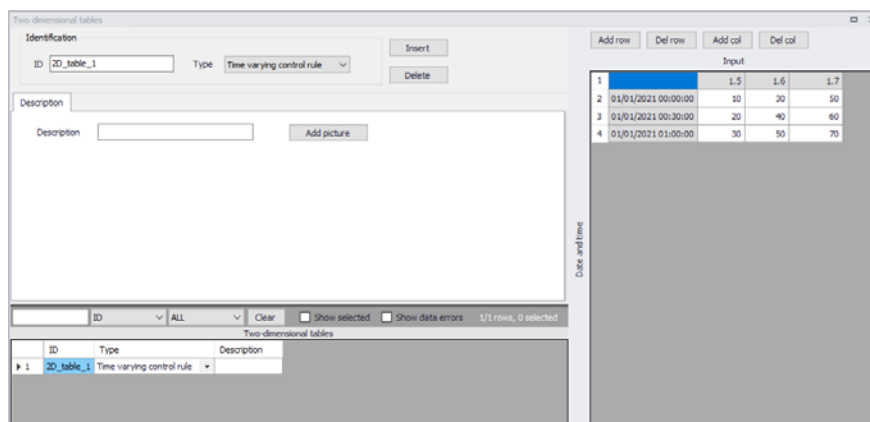 Two-dimensional tables
Identification
ID 2D_table_1 Type Time varying control rule
Insert
Delete
Description
Description Add picture
ID ALL Clear Show selected Show data errors 1/1 rows, 0 selected
Two-dimensional tables
ID Type Description
1 2D_table_1 Time varying control rule
Add row Del row Add col Del col
Input
Date and time
1 1.5 1.6 1.7
2 01/01/2021 00:00:00 10 30 50
3 01/01/2021 00:30:00 20 40 60
4 01/01/2021 01:00:00 30 50 70